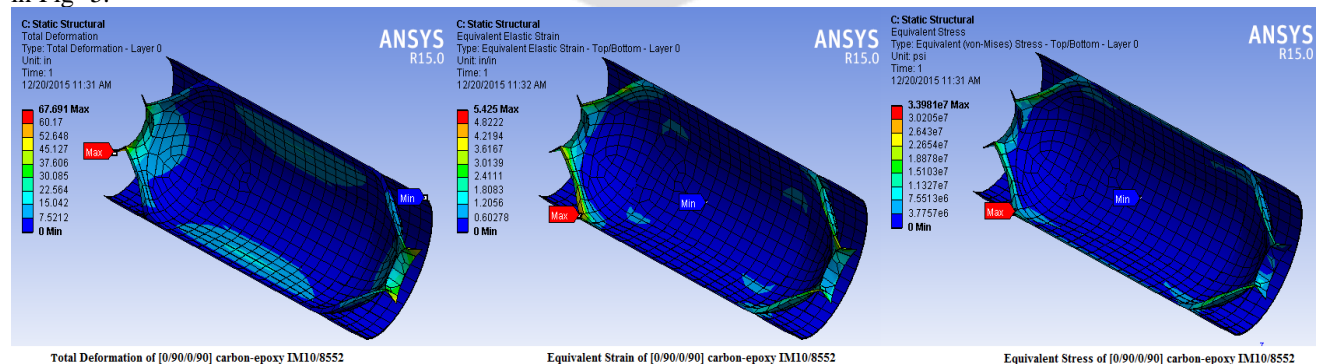 in Fig 3.
C: Static Structural
Total Deformation
Type: Total Deformation - Layer 0
Unit: in
Time: 1
12/20/2015 11:31 AM
ANSYS
R15.0
67.691 Max
60.17
52.648
45.127
37.606
30.085
22.564
15.042
7.5212
0 Min
Max
Min
C: Static Structural
Equivalent Elastic Strain
Type: Equivalent Elastic Strain - Top/Bottom - Layer 0
Unit: in/in
Time: 1
12/20/2015 11:32 AM
ANSYS
R15.0
5.425 Max
4.8222
4.2194
3.6167
3.0139
2.4111
1.8083
1.2056
0.60278
0 Min
Max
Min
C: Static Structural
Equivalent Stress
Type: Equivalent (von-Mises) Stress - Top/Bottom - Layer 0
Unit: psi
Time: 1
12/20/2015 11:31 AM
ANSYS
R15.0
3.3981e7 Max
3.0205e7
2.643e7
2.2654e7
1.8878e7
1.5103e7
1.1327e7
7.5513e6
3.7757e6
0 Min
Max
Min
Total Deformation of [0/90/0/90] carbon-epoxy IM10/8552
Equivalent Strain of [0/90/0/90] carbon-epoxy IM10/8552
Equivalent Stress of [0/90/0/90] carbon-epoxy IM10/8552